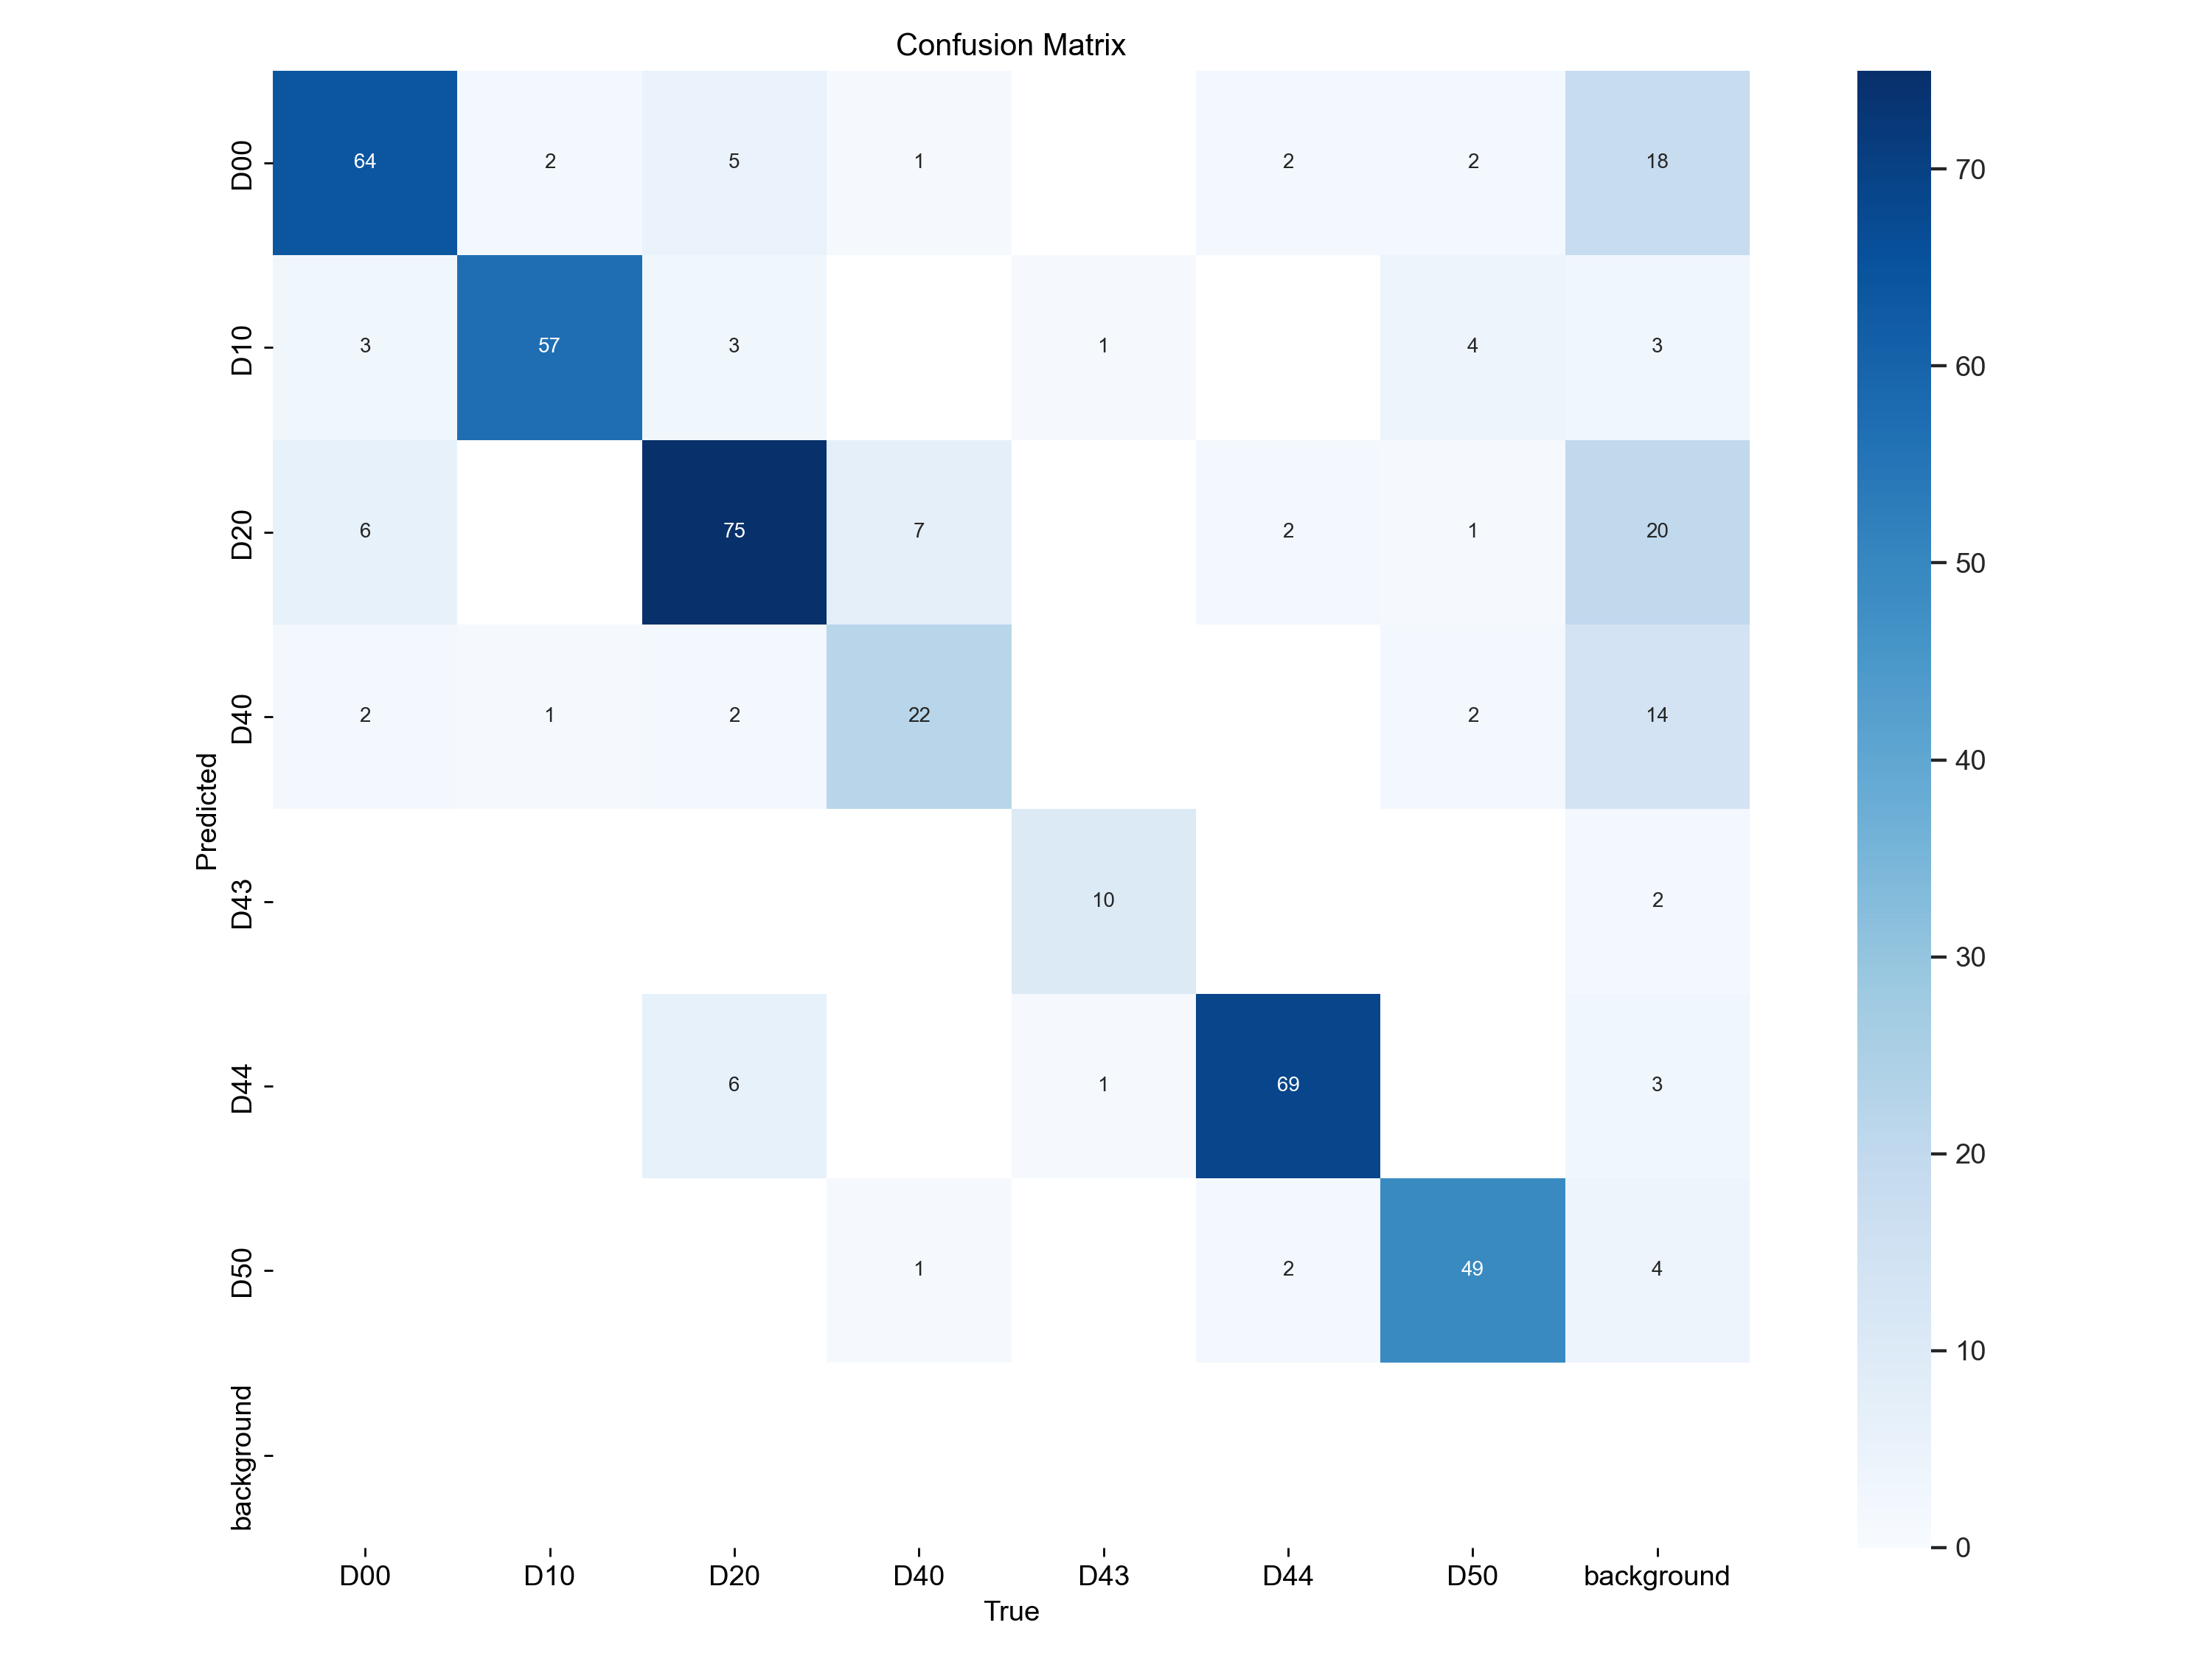 Confusion Matrix
D00 64 2 5 1 2 2 18
D10 3 57 3 1 4 3
D20 6 75 7 2 1 20
D40 2 1 2 22 2 14
D43 10 2
D44 6 1 69 3
D50 1 2 49 4
background
Predicted
D00 D10 D20 D40 D43 D44 D50 background
True
70
60
50
40
30
20
10
0